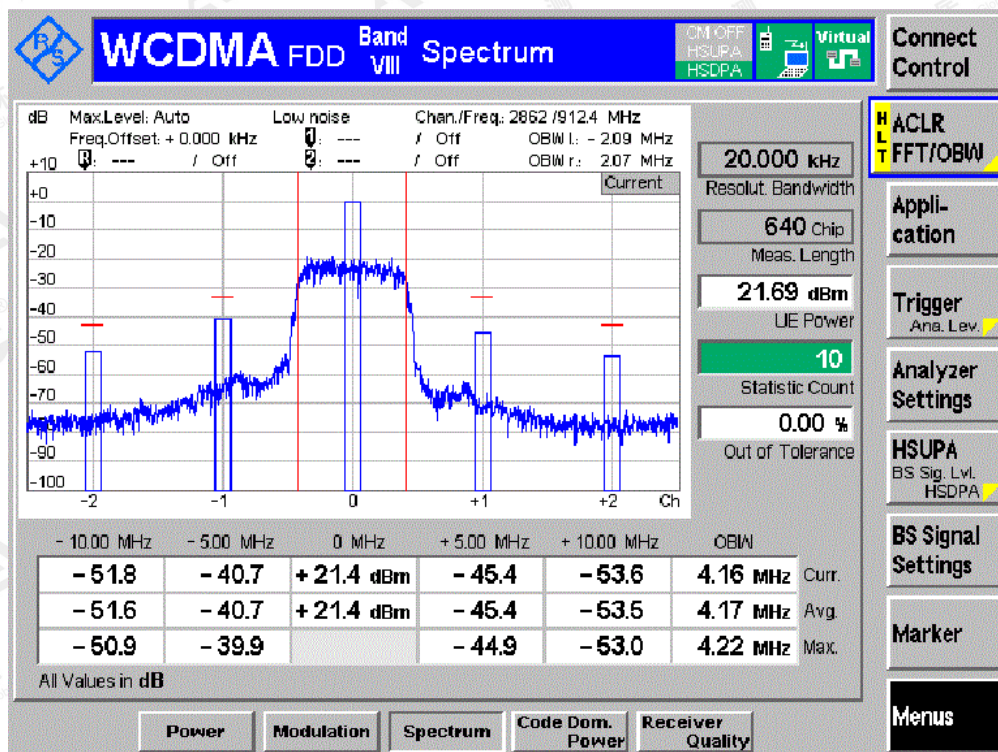 R&S
WCDMA FDD Band VIII Spectrum
CM OFF
HSUPA
HSDPA
Virtual
Connect Control
dB Max.Level: Auto Low noise Chan./Freq.: 2862 /912.4 MHz
Freq.Offset: + 0.000 kHz 1: --- / Off OBW l.: - 2.09 MHz
+10 R: --- / Off 2: --- / Off OBW r.: 2.07 MHz
Current
+0
-10
-20
-30
-40
-50
-60
-70
-90
-100
-2 -1 0 +1 +2 Ch
20.000 kHz
Resolut. Bandwidth
640 Chip
Meas. Length
21.69 dBm
UE Power
10
Statistic Count
0.00 %
Out of Tolerance
- 10.00 MHz - 5.00 MHz 0 MHz + 5.00 MHz + 10.00 MHz OBW
- 51.8 - 40.7 + 21.4 dBm - 45.4 - 53.6 4.16 MHz Curr.
- 51.6 - 40.7 + 21.4 dBm - 45.4 - 53.5 4.17 MHz Avg.
- 50.9 - 39.9 - 44.9 - 53.0 4.22 MHz Max.
All Values in dB
Power
Modulation
Spectrum
Code Dom. Power
Receiver Quality
HLT
ACLR
FFT/OBW
Appli-
cation
Trigger
Ana. Lev.
Analyzer
Settings
HSUPA
BS Sig. Lvl.
HSDPA
BS Signal
Settings
Marker
Menus